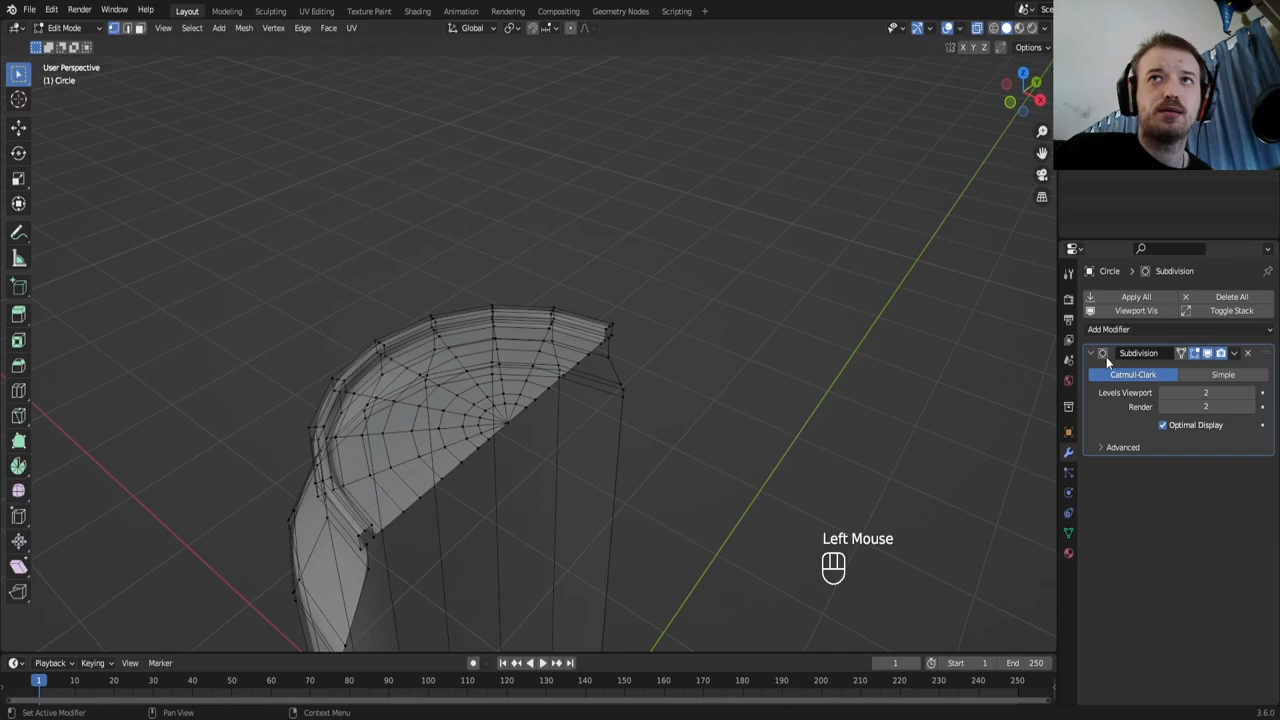 File Edit Render Window Help Layout Modeling Sculpting UV Editing Texture Paint Shading Animation Rendering Compositing Geometry Nodes Scripting + Sce
Edit Mode View Select Add Mesh Vertex Edge Face UV Global
X Y Z Options
User Perspective
(1) Circle
Z
Y
X
Circle > Subdivision
Apply All Delete All
Viewport Vis Toggle Stack
Add Modifier
Subdivision
Catmull-Clark Simple
Levels Viewport 2
Render 2
Optimal Display
Advanced
Left Mouse
Playback Keying View Marker 1 Start 1 End 250
1 10 20 30 40 50 60 70 80 90 100 110 120 130 140 150 160 170 180 190 200 210 220 230 240 250
Set Active Modifier Pan View Context Menu 3.6.0